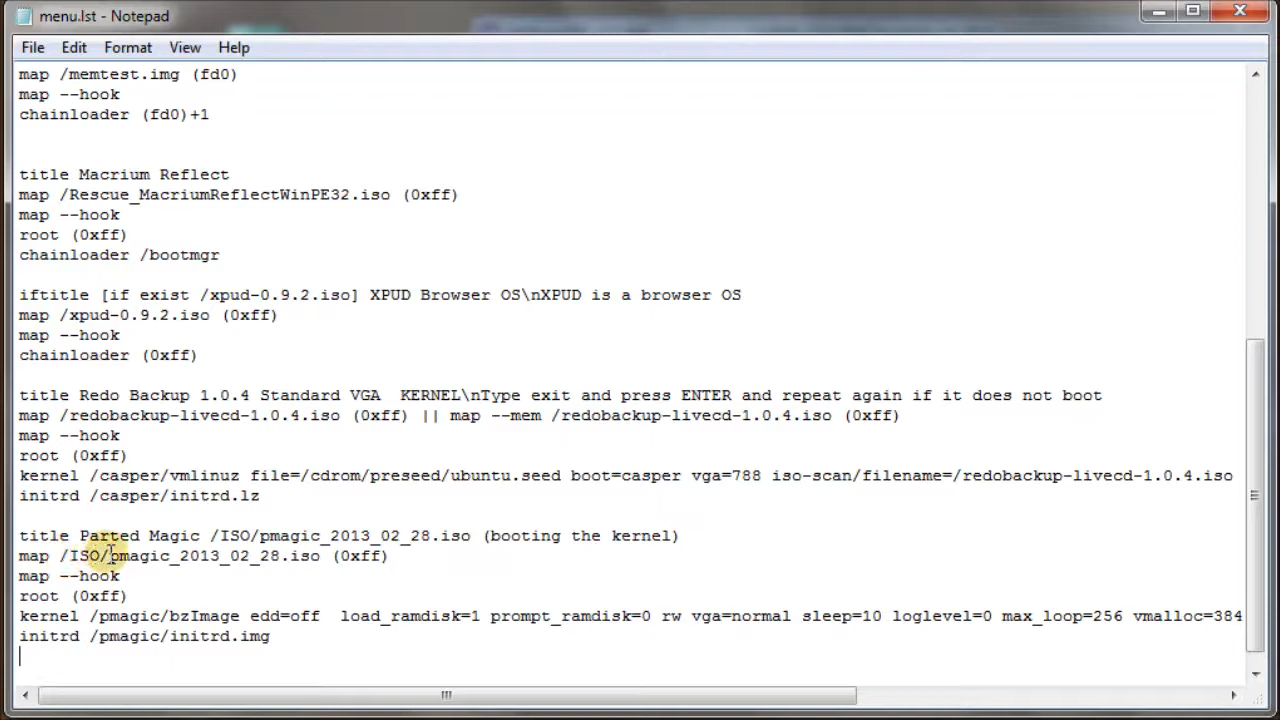 menu.lst - Notepad
File Edit Format View Help
map /memtest.img (fd0)
map --hook
chainloader (fd0)+1
title Macrium Reflect
map /Rescue_MacriumReflectWinPE32.iso (0xff)
map --hook
root (0xff)
chainloader /bootmgr
iftitle [if exist /xpud-0.9.2.iso] XPUD Browser OS\nXPUD is a browser OS
map /xpud-0.9.2.iso (0xff)
map --hook
chainloader (0xff)
title Redo Backup 1.0.4 Standard VGA  KERNEL\nType exit and press ENTER and repeat again if it does not boot
map /redobackup-livecd-1.0.4.iso (0xff) || map --mem /redobackup-livecd-1.0.4.iso (0xff)
map --hook
root (0xff)
kernel /casper/vmlinuz file=/cdrom/preseed/ubuntu.seed boot=casper vga=788 iso-scan/filename=/redobackup-livecd-1.0.4.iso
initrd /casper/initrd.lz
title Parted Magic /ISO/pmagic_2013_02_28.iso (booting the kernel)
map /ISO/pmagic_2013_02_28.iso (0xff)
map --hook
root (0xff)
kernel /pmagic/bzImage edd=off  load_ramdisk=1 prompt_ramdisk=0 rw vga=normal sleep=10 loglevel=0 max_loop=256 vmalloc=384
initrd /pmagic/initrd.img